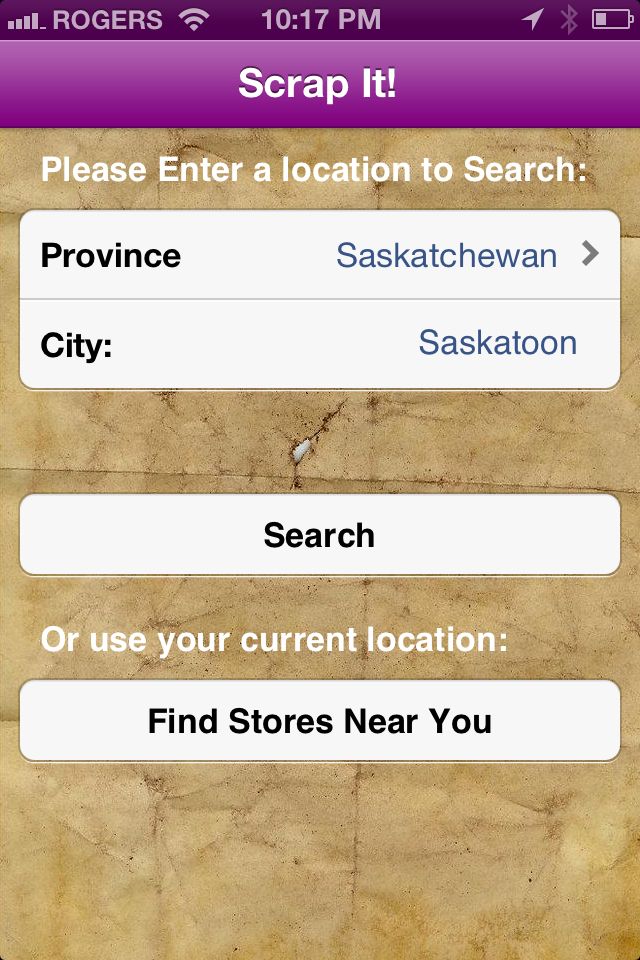 ROGERS 10:17 PM
Scrap It!
Please Enter a location to Search:
Province Saskatchewan
City: Saskatoon
Search
Or use your current location:
Find Stores Near You